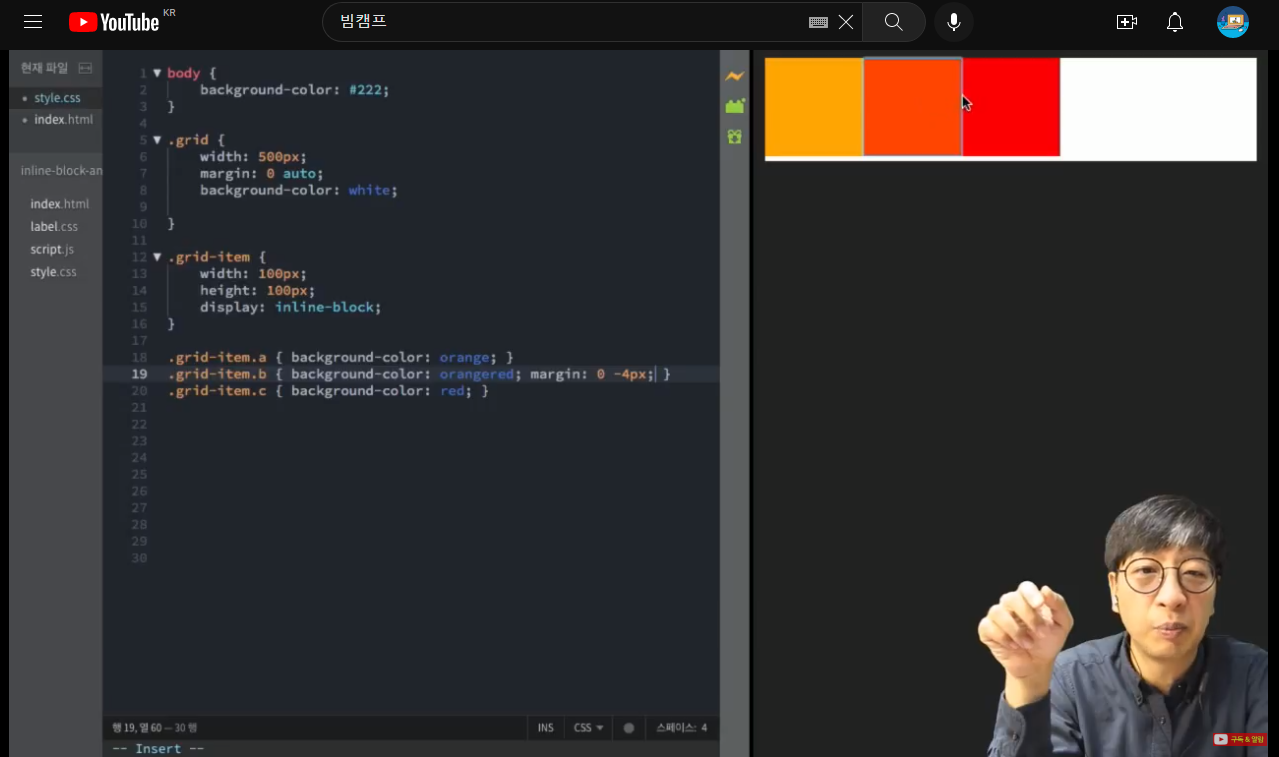 YouTube KR
빔캠프
현재 파일
• style.css
• index.html
inline-block-an
index.html
label.css
script.js
style.css
1 ▼ body {
2 background-color: #222;
3 }
4
5 ▼ .grid {
6 width: 500px;
7 margin: 0 auto;
8 background-color: white;
9
10 }
11
12 ▼ .grid-item {
13 width: 100px;
14 height: 100px;
15 display: inline-block;
16 }
17
18 .grid-item.a { background-color: orange; }
19 .grid-item.b { background-color: orangered; margin: 0 -4px; }
20 .grid-item.c { background-color: red; }
21
22
23
24
25
26
27
28
29
30
행 19, 열 60 — 30 행
INS
CSS ▼
스페이스: 4
-- Insert --
구독 & 알림